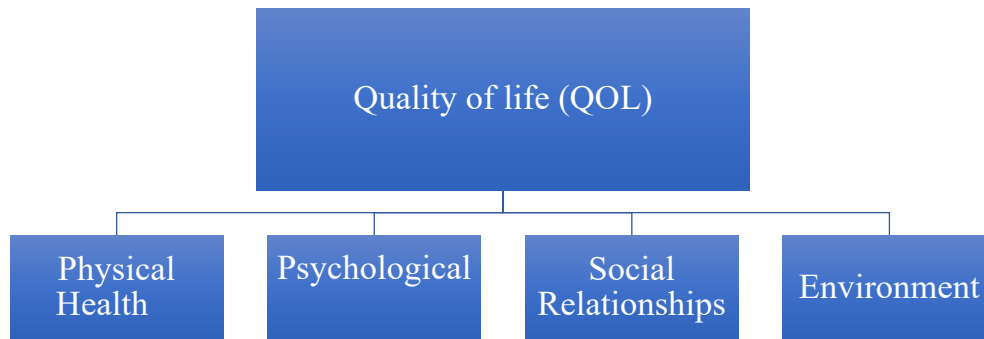 Quality of life (QOL)
Physical
Health
Psychological
Social
Relationships
Environment